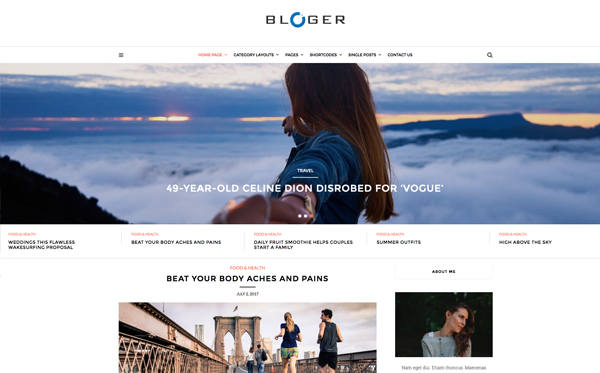 BLOGER
HOME PAGE CATEGORY LAYOUTS PAGES SHORTCODES SINGLE POSTS CONTACT US
TRAVEL
49-YEAR-OLD CELINE DION DISROBED FOR 'VOGUE'
FOOD & HEALTH
WEDDINGS THIS FLAWLESS
WAKESURFING PROPOSAL
FOOD & HEALTH
BEAT YOUR BODY ACHES AND PAINS
FOOD & HEALTH
DAILY FRUIT SMOOTHIE HELPS COUPLES
START A FAMILY
FOOD & HEALTH
SUMMER OUTFITS
FOOD & HEALTH
HIGH ABOVE THE SKY
FOOD & HEALTH
BEAT YOUR BODY ACHES AND PAINS
JULY 2, 2017
ABOUT ME
Nam eget dui. Etiam rhoncus. Maecenas